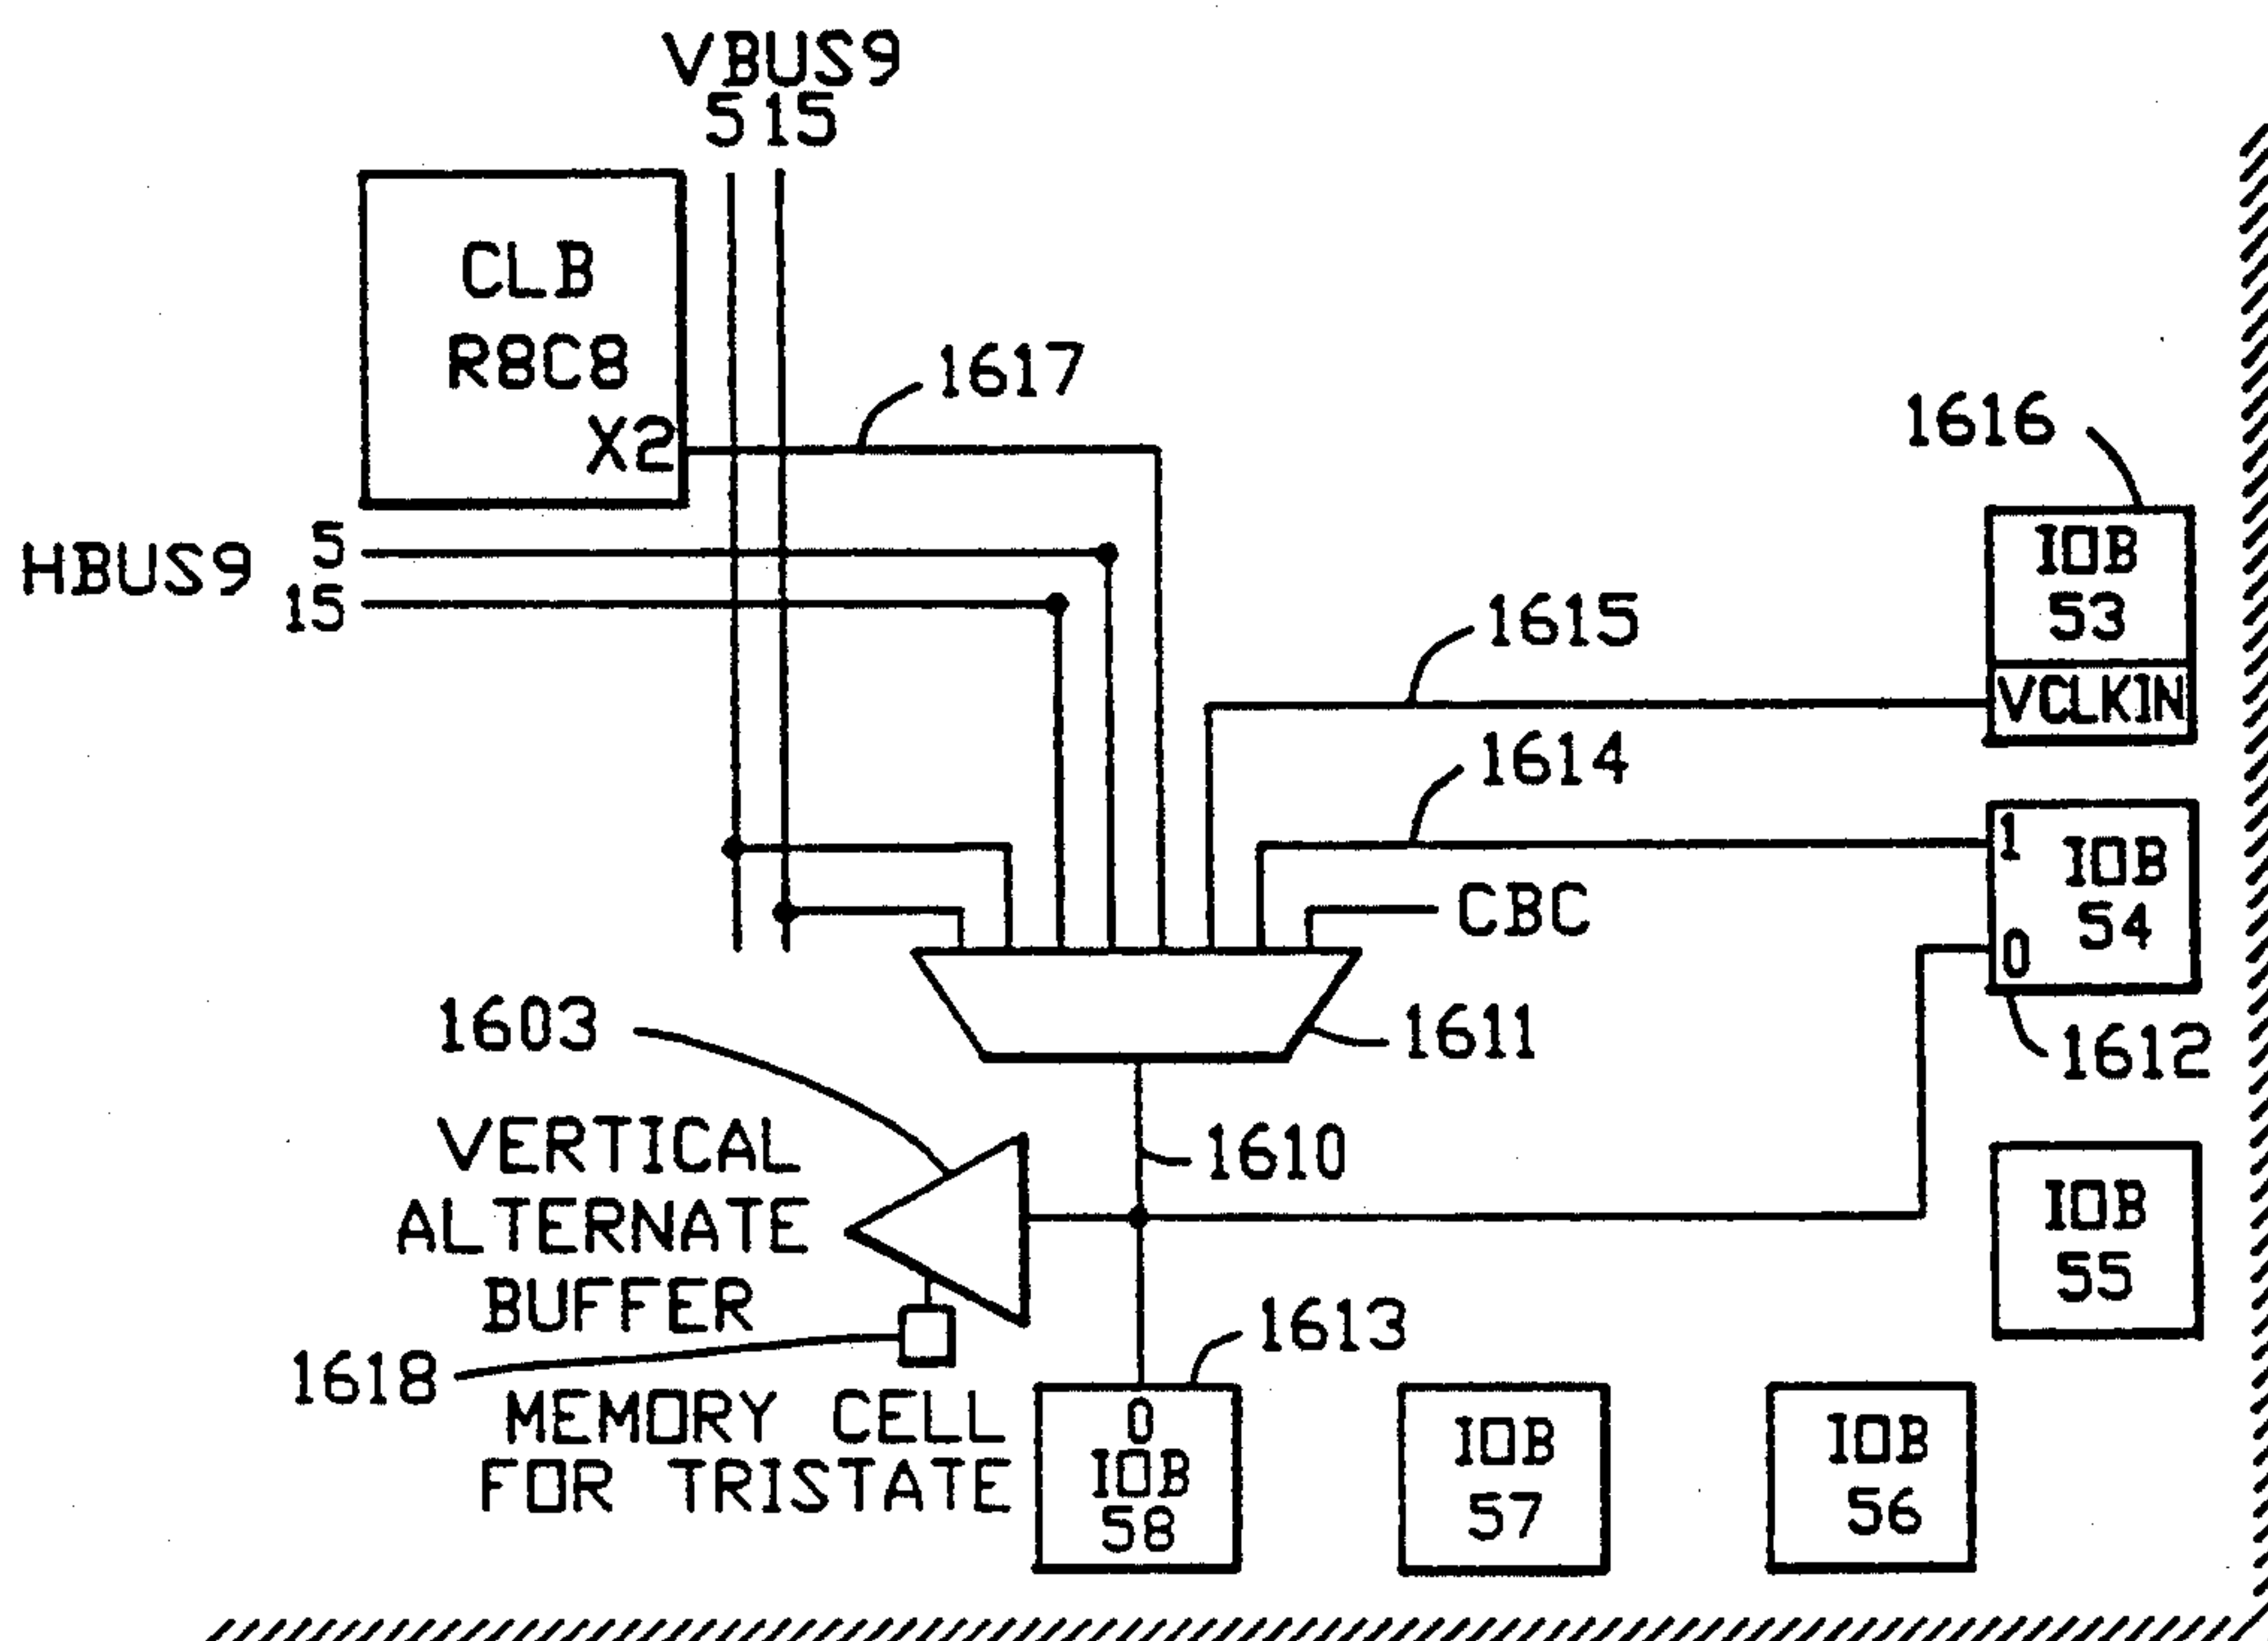 VBUS9
5 15
CLB
R8C8
X2
1617
1616
HBUS9
5
15
IOB
53
VCLKIN
1615
1614
1
IOB
54
O
CBC
1612
1603
1611
VERTICAL
ALTERNATE
BUFFER
1610
IOB
55
1613
1618
MEMORY CELL
FOR TRISTATE
O
IOB
58
IOB
57
IOB
56